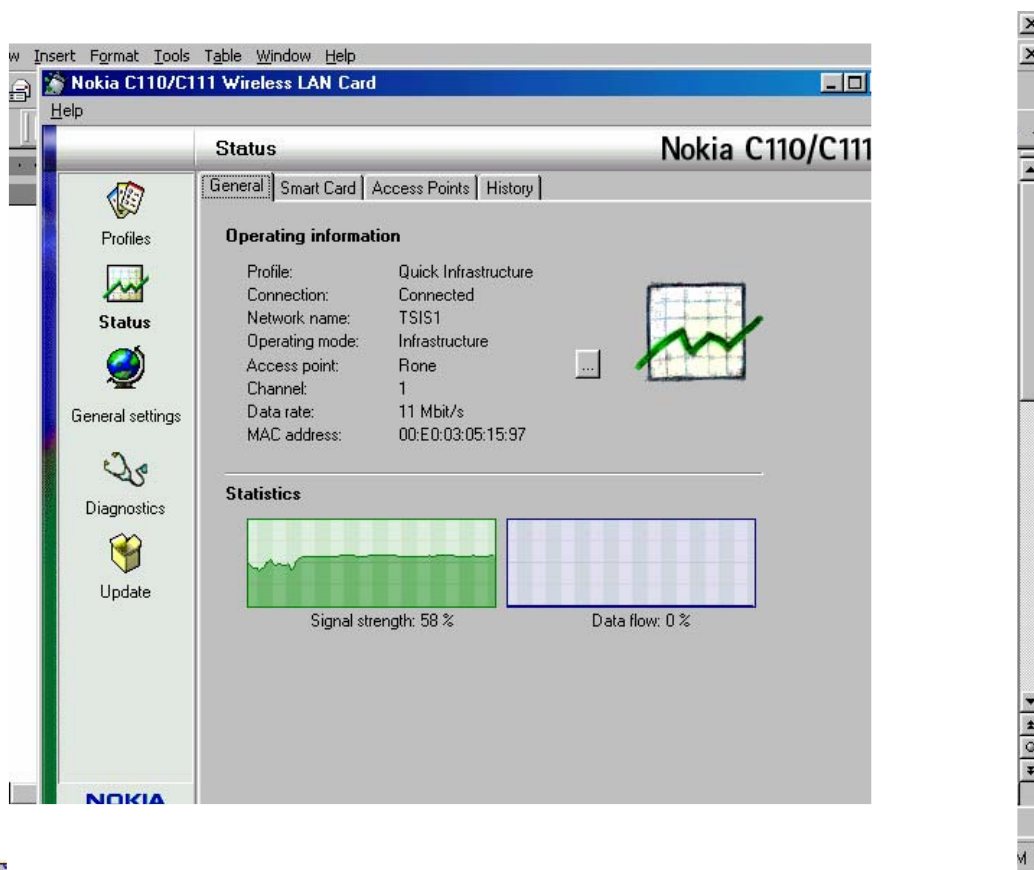 w Insert Format Tools Table Window Help
Nokia C110/C111 Wireless LAN Card
Help
Status
Nokia C110/C111
General Smart Card Access Points History
Profiles
Status
General settings
Diagnostics
Update
NOKIA
Operating information
Profile: Quick Infrastructure
Connection: Connected
Network name: TSIS1
Operating mode: Infrastructure
Access point: Rone
...
Channel: 1
Data rate: 11 Mbit/s
MAC address: 00:E0:03:05:15:97
Statistics
Signal strength: 58 %
Data flow: 0 %